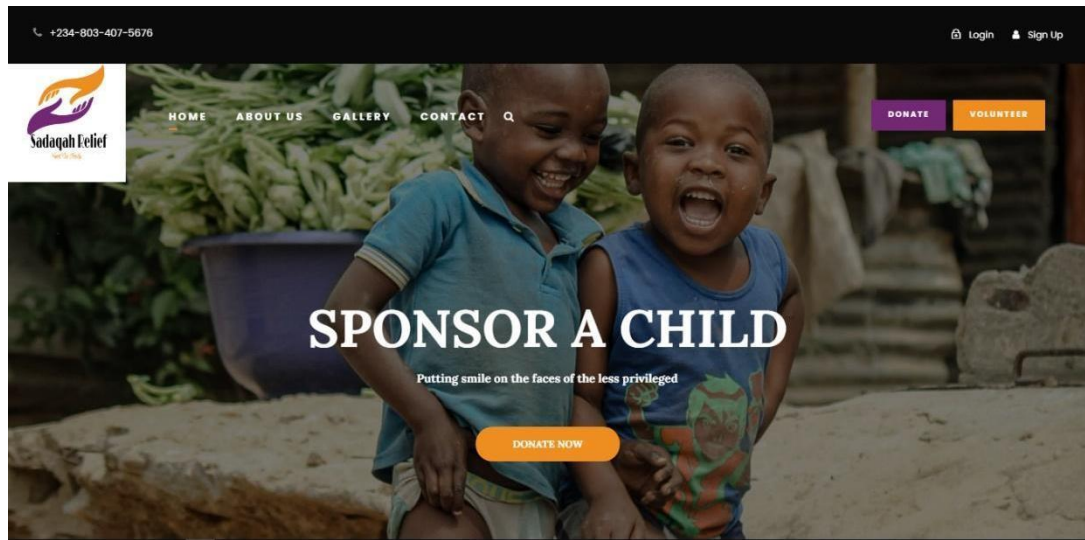 +234-803-407-5676
Login
Sign Up
Sadaqah Relief
HOME
ABOUT US
GALLERY
CONTACT
DONATE
VOLUNTEER
SPONSOR A CHILD
Putting smile on the faces of the less privileged
DONATE NOW